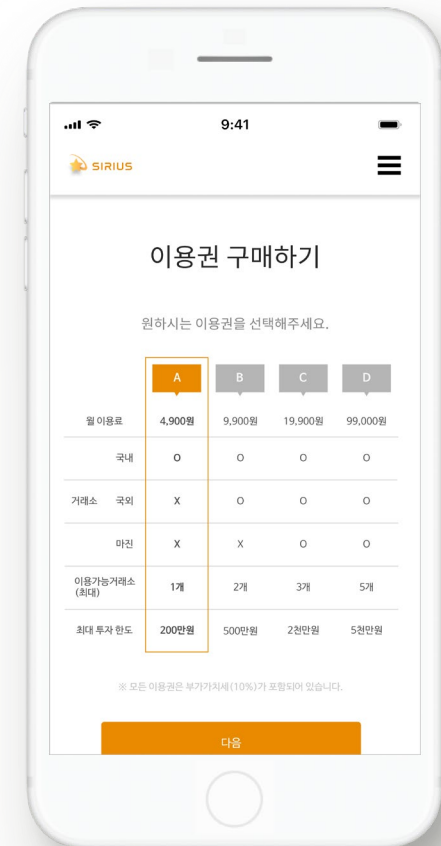 9:41
SIRIUS
이용권 구매하기
원하시는 이용권을 선택해주세요.
A B C D
월 이용료 4,900원 9,900원 19,900원 99,000원
국내 O O O O
거래소 국외 X O O O
마진 X X O O
이용가능거래소
(최대) 1개 2개 3개 5개
최대 투자 한도 200만원 500만원 2천만원 5천만원
※ 모든 이용권은 부가가치세(10%)가 포함되어 있습니다.
다음